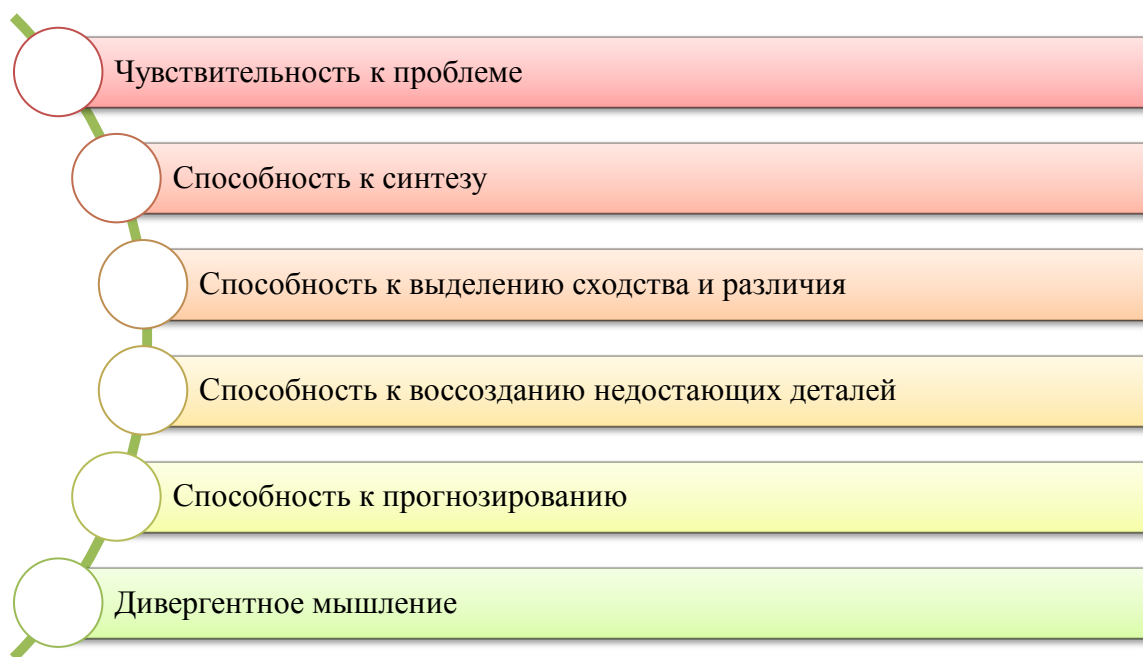 Чувствительность к проблеме
Способность к синтезу
Способность к выделению сходства и различия
Способность к воссозданию недостающих деталей
Способность к прогнозированию
Дивергентное мышление